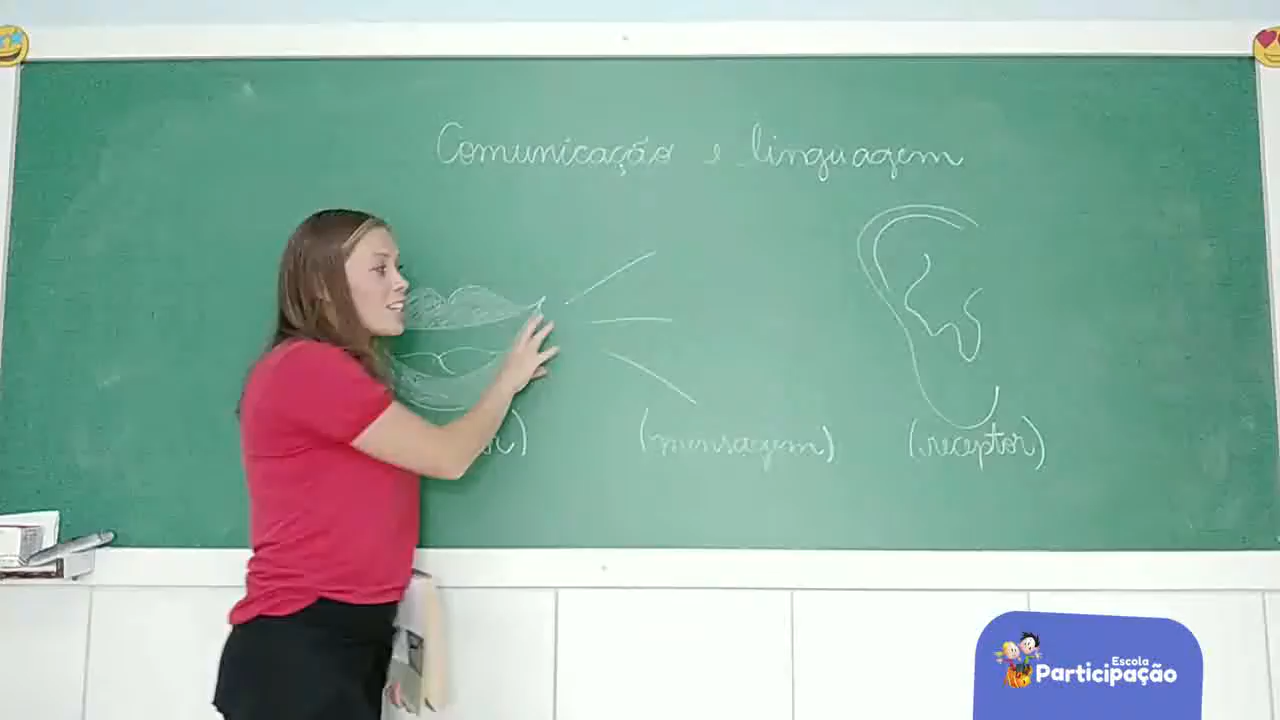 Comunicação e linguagem
(mensagem) (receptor)
Escola
Participação